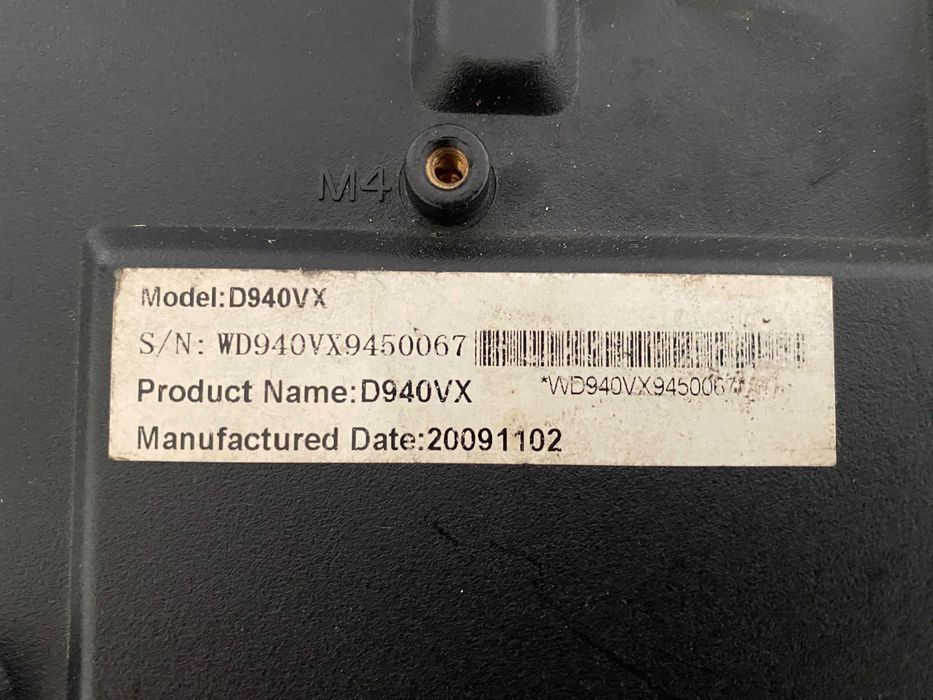 M4
Model:D940VX
S/N: WD940VX9450067
*WD940VX9450067*
Product Name:D940VX
Manufactured Date:20091102